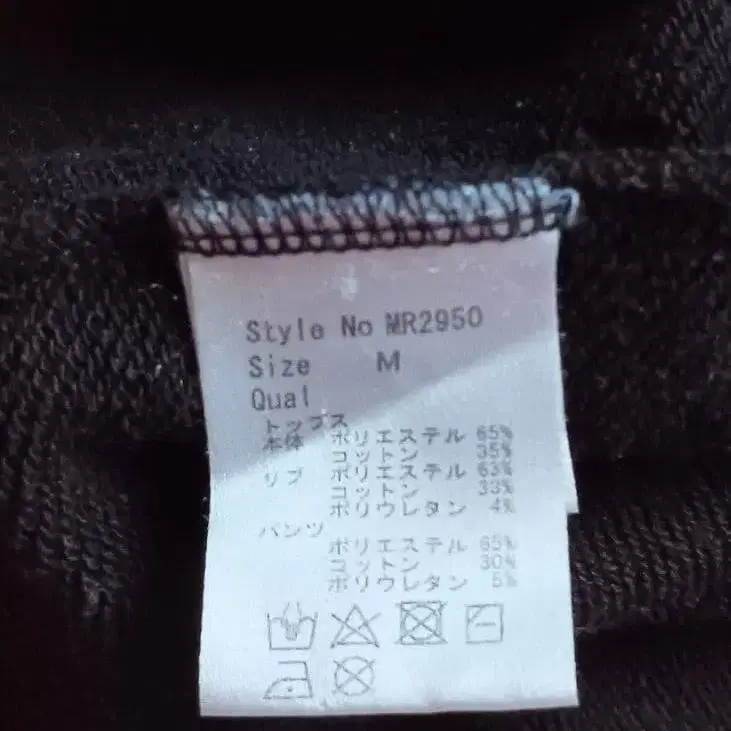 Style No MR2950
Size M
Qual
トップス
本体 ポリエステル 65%
コットン 35%
リブ ポリエステル 63%
コットン 33%
ポリウレタン 4%
パンツ
ポリエステル 65%
コットン 30%
ポリウレタン 5%